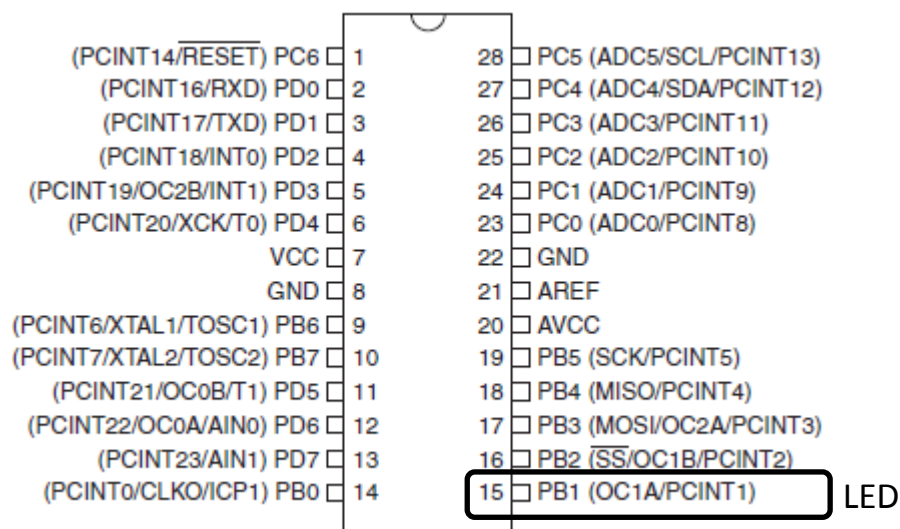 (PCINT14/RESET) PC6 1
(PCINT16/RXD) PD0 2
(PCINT17/TXD) PD1 3
(PCINT18/INT0) PD2 4
(PCINT19/OC2B/INT1) PD3 5
(PCINT20/XCK/T0) PD4 6
VCC 7
GND 8
(PCINT6/XTAL1/TOSC1) PB6 9
(PCINT7/XTAL2/TOSC2) PB7 10
(PCINT21/OC0B/T1) PD5 11
(PCINT22/OC0A/AIN0) PD6 12
(PCINT23/AIN1) PD7 13
(PCINT0/CLKO/ICP1) PB0 14
28 PC5 (ADC5/SCL/PCINT13)
27 PC4 (ADC4/SDA/PCINT12)
26 PC3 (ADC3/PCINT11)
25 PC2 (ADC2/PCINT10)
24 PC1 (ADC1/PCINT9)
23 PC0 (ADC0/PCINT8)
22 GND
21 AREF
20 AVCC
19 PB5 (SCK/PCINT5)
18 PB4 (MISO/PCINT4)
17 PB3 (MOSI/OC2A/PCINT3)
16 PB2 (SS/OC1B/PCINT2)
15 PB1 (OC1A/PCINT1) LED